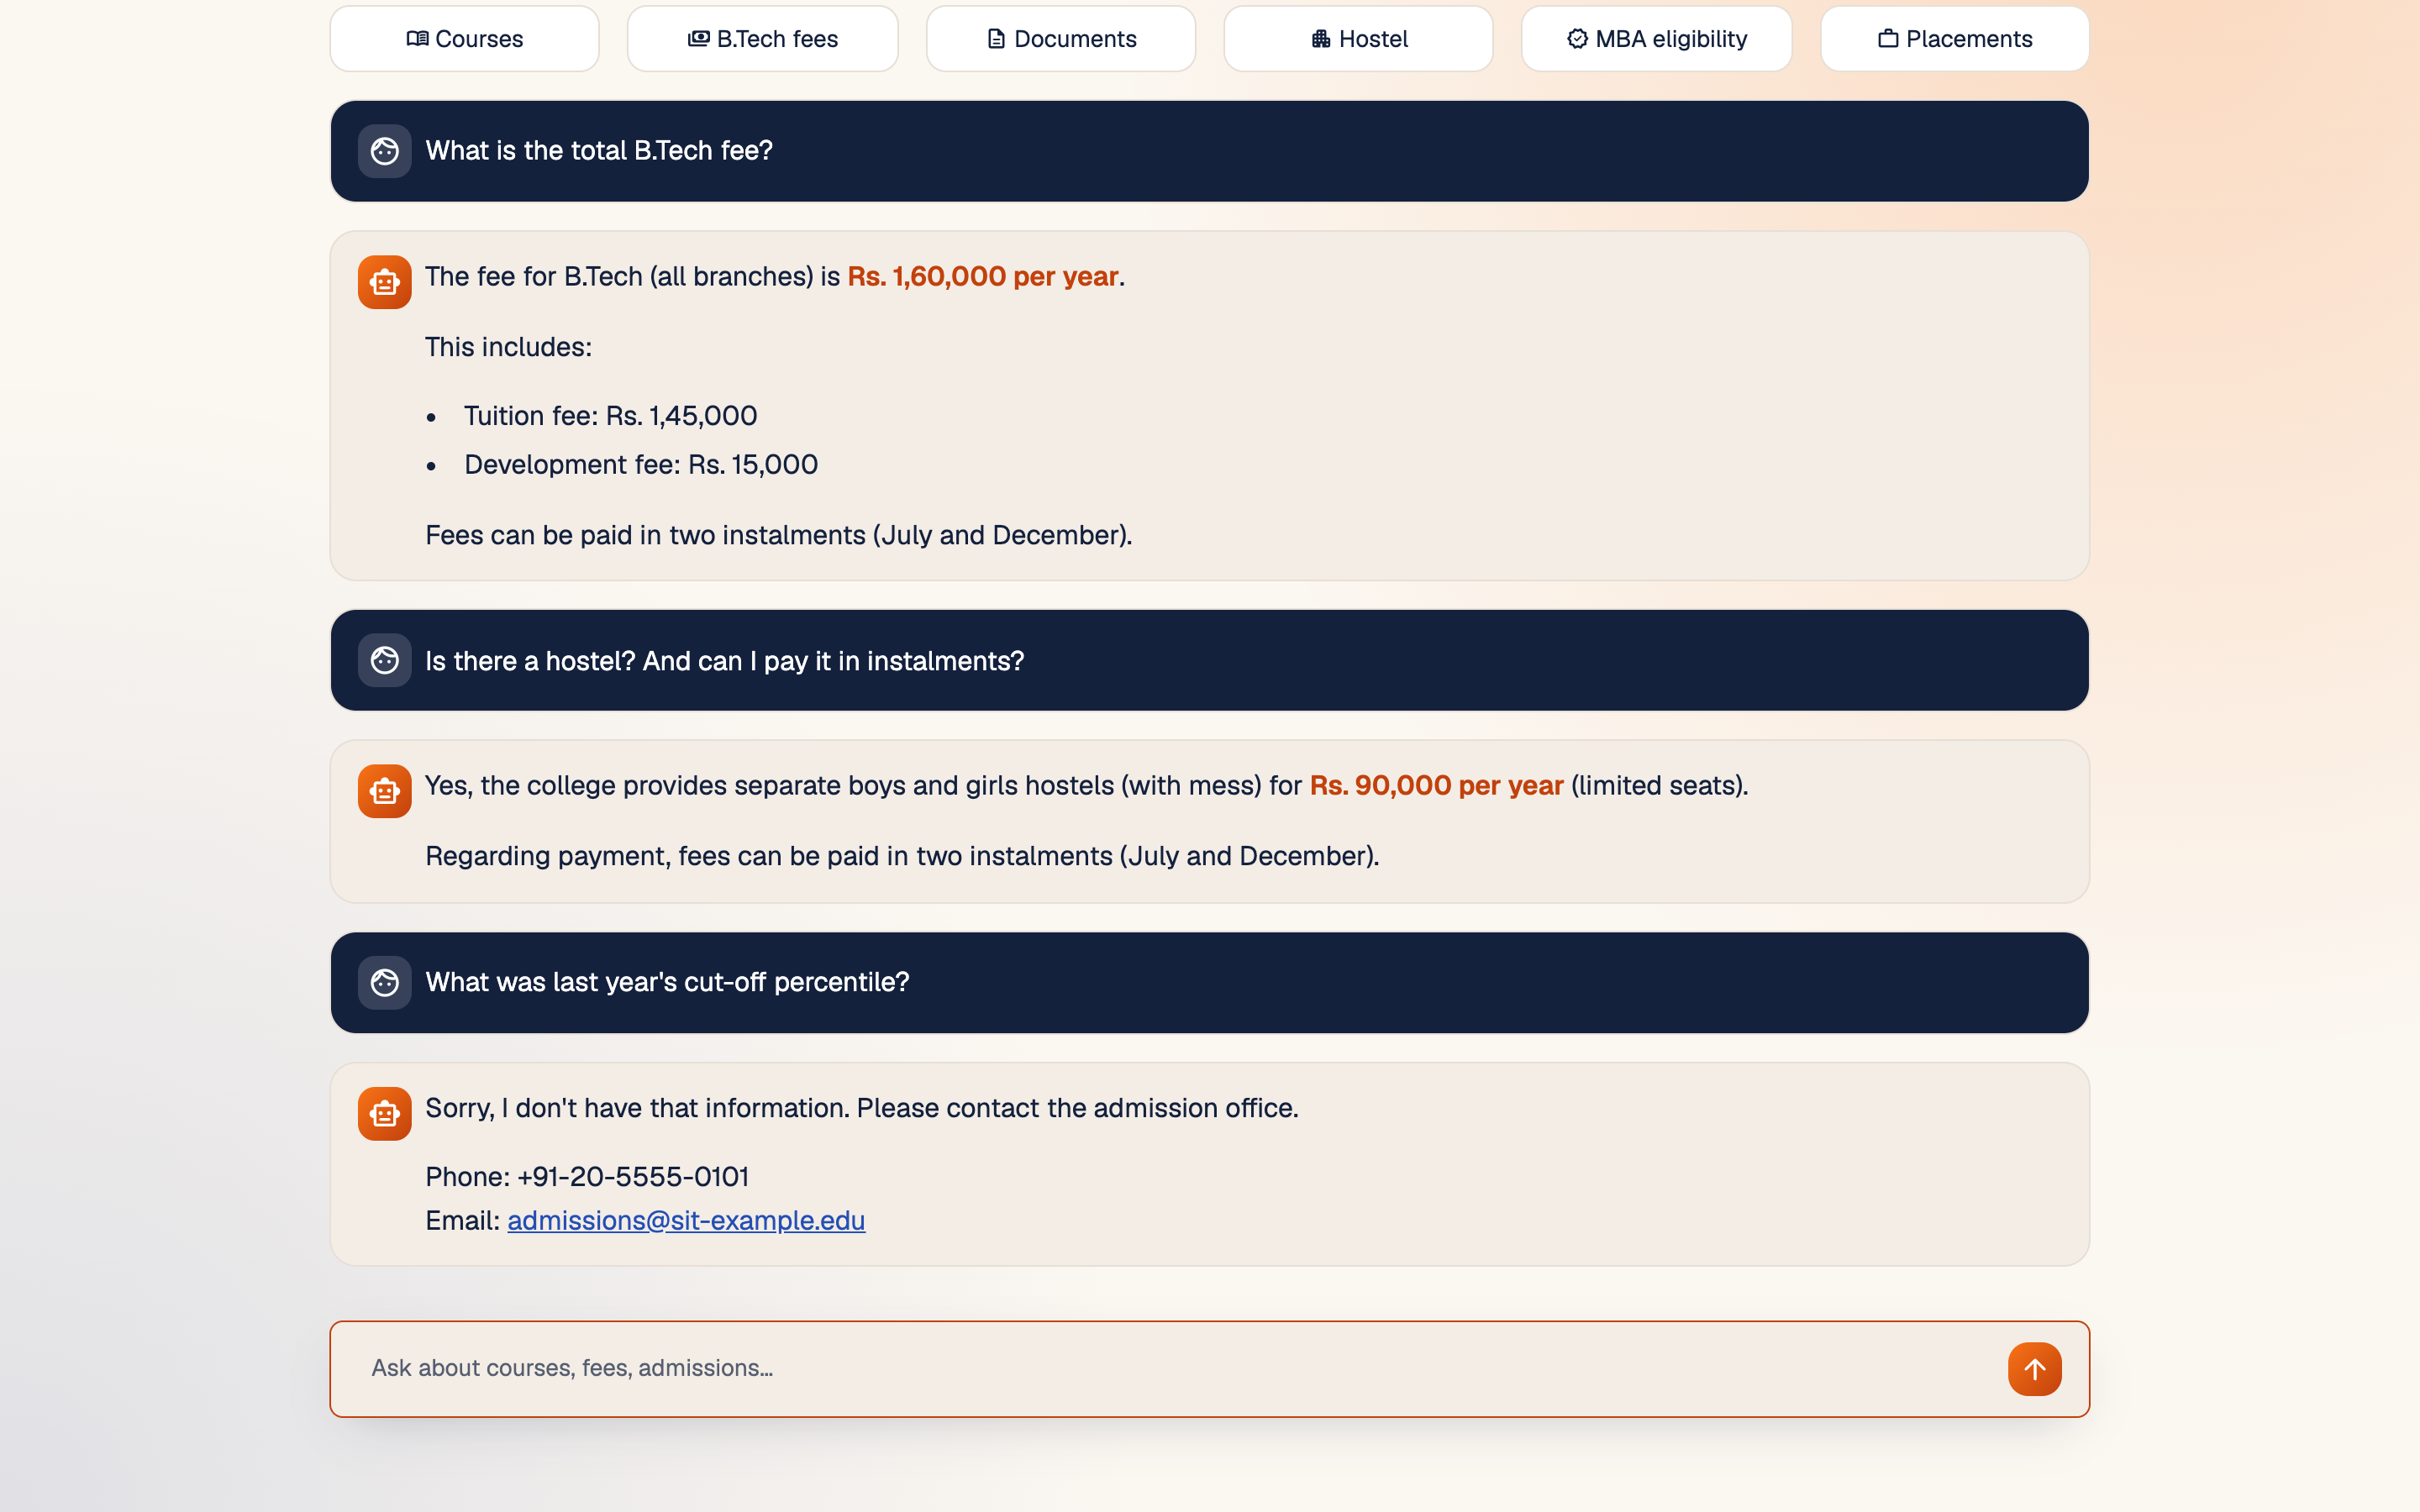 Courses
B.Tech fees
Documents
Hostel
MBA eligibility
Placements
What is the total B.Tech fee?
The fee for B.Tech (all branches) is Rs. 1,60,000 per year.
This includes:
• Tuition fee: Rs. 1,45,000
• Development fee: Rs. 15,000
Fees can be paid in two instalments (July and December).
Is there a hostel? And can I pay it in instalments?
Yes, the college provides separate boys and girls hostels (with mess) for Rs. 90,000 per year (limited seats).
Regarding payment, fees can be paid in two instalments (July and December).
What was last year's cut-off percentile?
Sorry, I don't have that information. Please contact the admission office.
Phone: +91-20-5555-0101
Email: admissions@sit-example.edu
Ask about courses, fees, admissions...